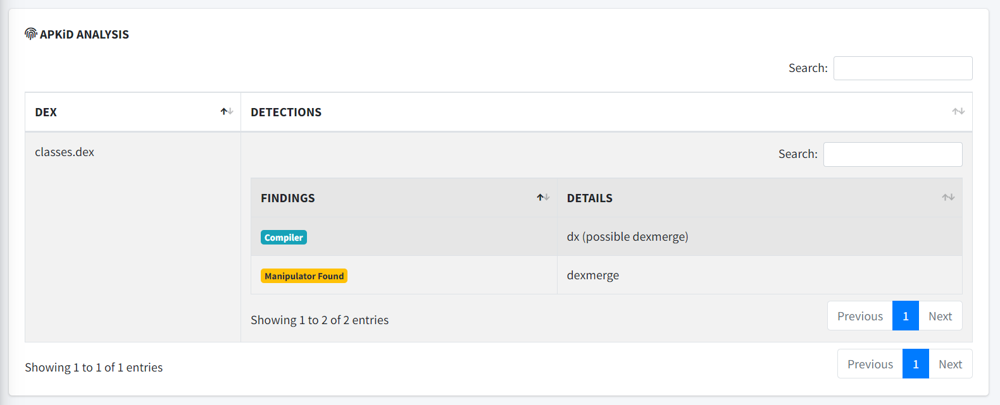 APKiD ANALYSIS
Search:
DEX DETECTIONS
classes.dex
Search:
FINDINGS DETAILS
Compiler dx (possible dexmerge)
Manipulator Found dexmerge
Showing 1 to 2 of 2 entries Previous 1 Next
Showing 1 to 1 of 1 entries Previous 1 Next